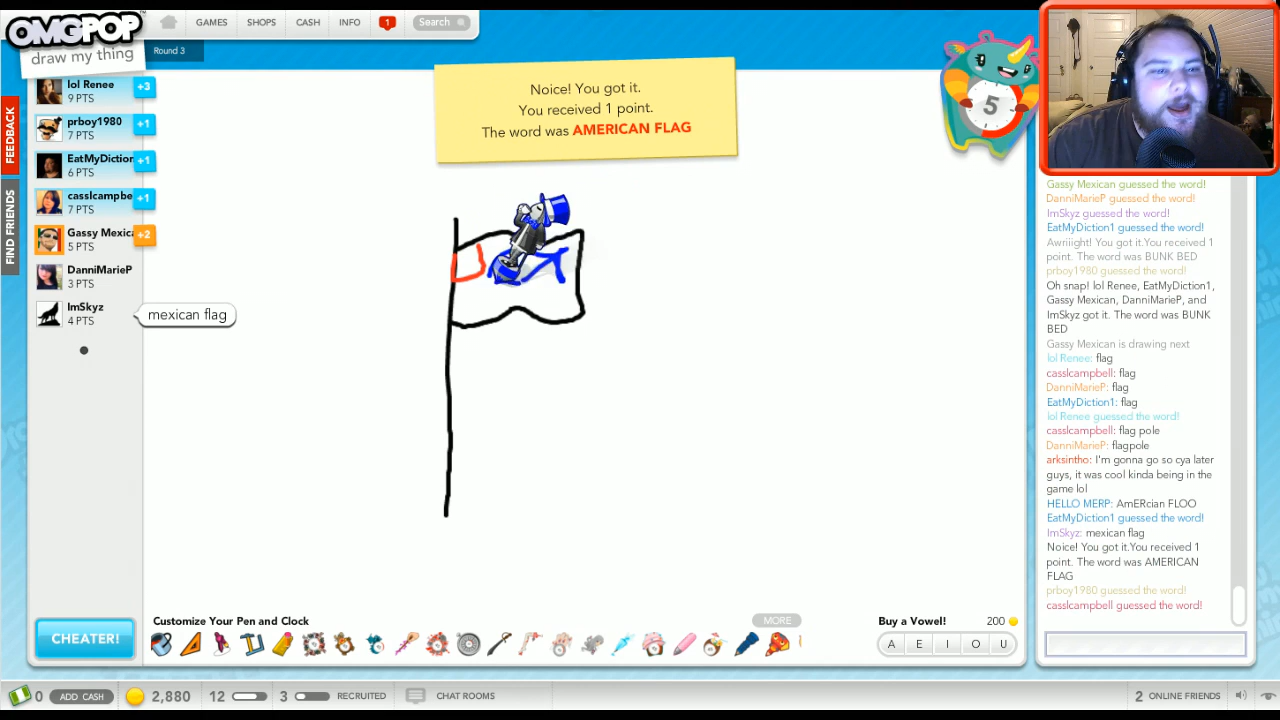 OMGPOP
draw my thing
GAMES
SHOPS
CASH
INFO
1
Search
Round 3
FEEDBACK
FIND FRIENDS
lol Renee
9 PTS
+3
prboy1980
7 PTS
+1
EatMyDiction
6 PTS
+1
casslcampbe
7 PTS
+1
Gassy Mexica
5 PTS
+2
DanniMarieP
3 PTS
ImSkyz
4 PTS
mexican flag
Noice! You got it.
You received 1 point.
The word was AMERICAN FLAG
5
Gassy Mexican guessed the word!
DanniMarieP guessed the word!
ImSkyz guessed the word!
EatMyDiction1 guessed the word!
Awriiight! You got it.You received 1
point. The word was BUNK BED
prboy1980 guessed the word!
Oh snap! lol Renee, EatMyDiction1,
Gassy Mexican, DanniMarieP, and
ImSkyz got it. The word was BUNK
BED
Gassy Mexican is drawing next
lol Renee: flag
casslcampbell: flag
DanniMarieP: flag
EatMyDiction1: flag
lol Renee guessed the word!
casslcampbell: flag pole
DanniMarieP: flagpole
arksintho: I'm gonna go so cya later
guys, it was cool kinda being in the
game lol
HELLO MERP: AmERcian FLOO
EatMyDiction1 guessed the word!
ImSkyz: mexican flag
Noice! You got it.You received 1
point. The word was AMERICAN
FLAG
prboy1980 guessed the word!
casslcampbell guessed the word!
CHEATER!
Customize Your Pen and Clock
MORE
Buy a Vowel!
200
A E I O U
0
ADD CASH
2,880
12
3
RECRUITED
CHAT ROOMS
2 ONLINE FRIENDS